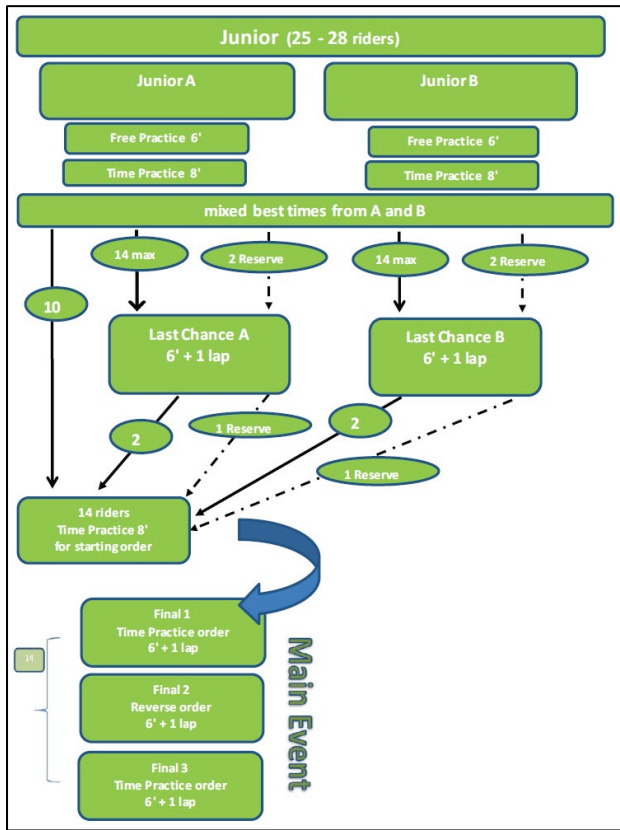 Junior (25 - 28 riders)
Junior A
Junior B
Free Practice 6'
Free Practice 6'
Time Practice 8'
Time Practice 8'
mixed best times from A and B
14 max
2 Reserve
14 max
2 Reserve
10
Last Chance A
6' + 1 lap
Last Chance B
6' + 1 lap
2
1 Reserve
2
1 Reserve
14 riders
Time Practice 8'
for starting order
Final 1
Time Practice order
6' + 1 lap
14
Final 2
Reverse order
6' + 1 lap
Final 3
Time Practice order
6' + 1 lap
Main Event